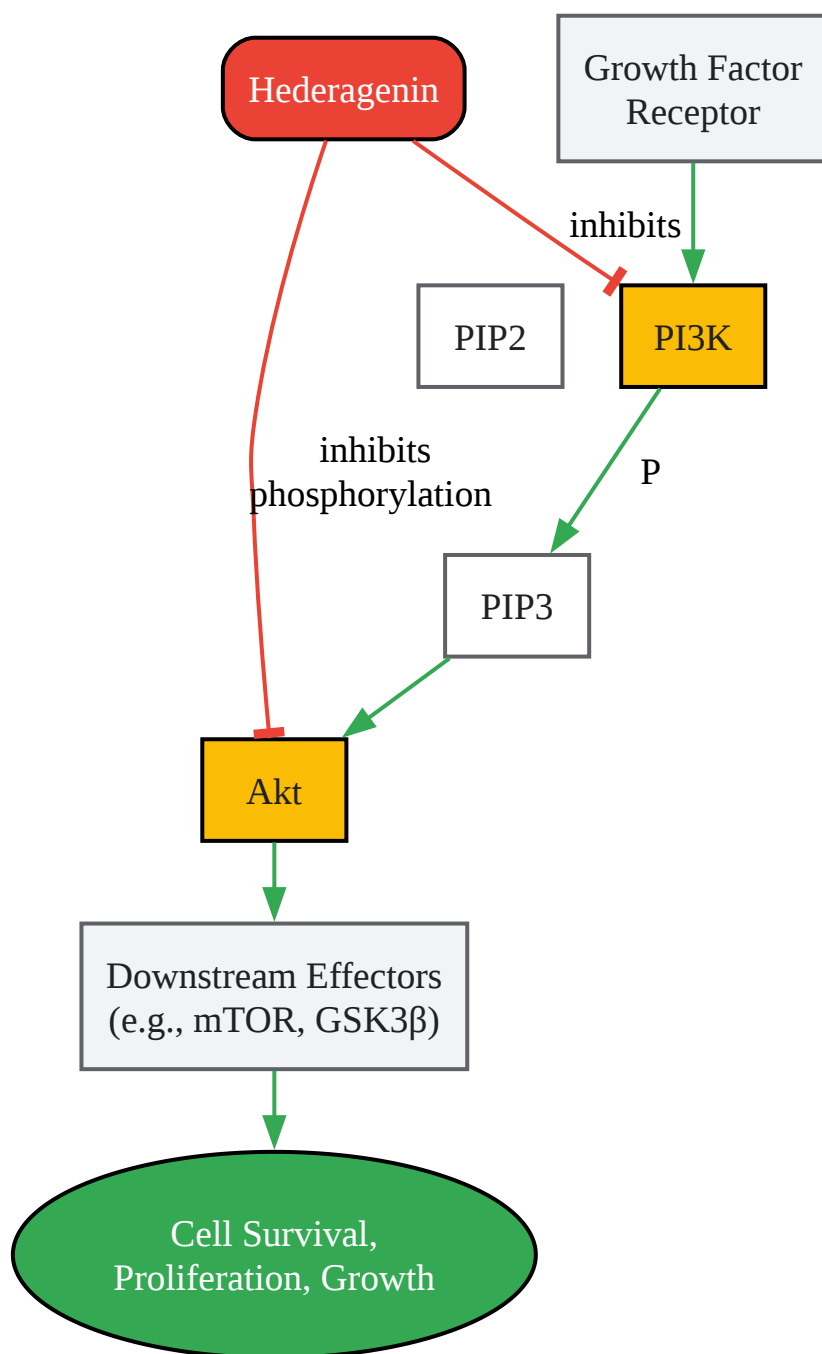 Hederagenin
Growth Factor
Receptor
inhibits
PIP2
PI3K
inhibits
phosphorylation
P
PIP3
Akt
Downstream Effectors
(e.g., mTOR, GSK3β)
Cell Survival,
Proliferation, Growth